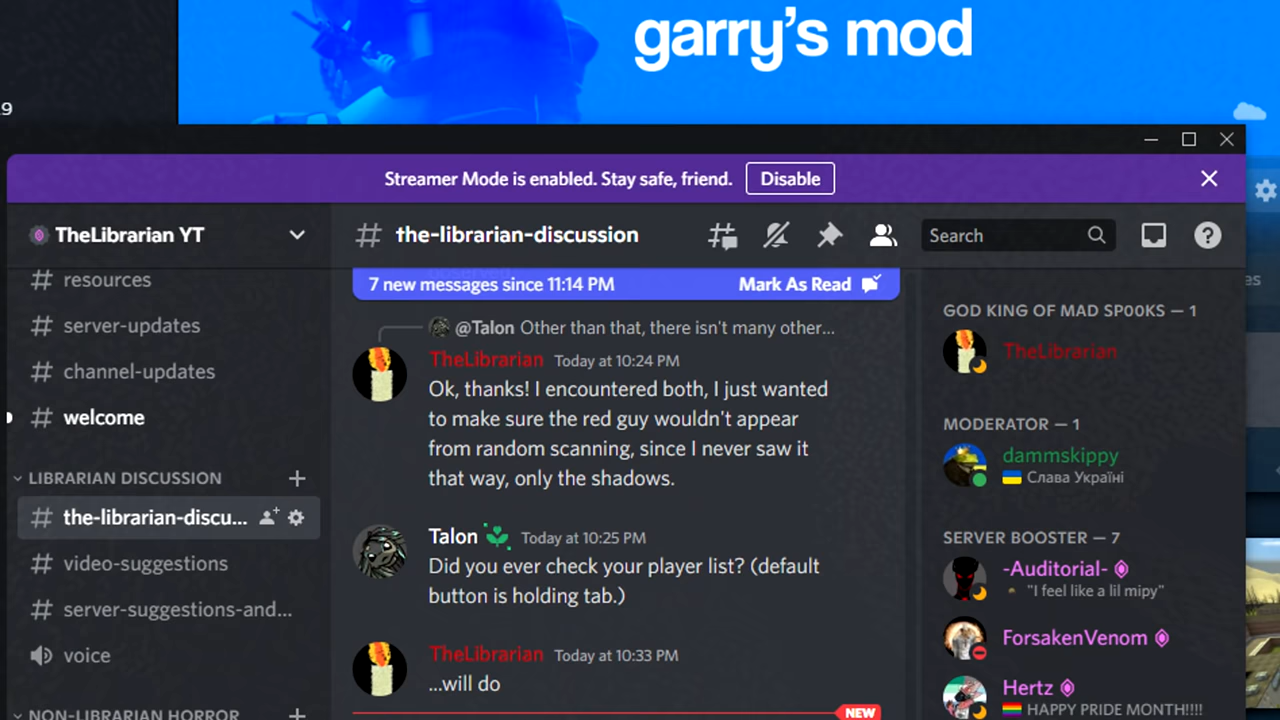 garry's mod
Streamer Mode is enabled. Stay safe, friend.
Disable
TheLibrarian YT
resources
server-updates
channel-updates
welcome
LIBRARIAN DISCUSSION
the-librarian-discu...
video-suggestions
server-suggestions-and...
voice
NON-LIBRARIAN HORROR
the-librarian-discussion
Search
7 new messages since 11:14 PM
Mark As Read
@Talon Other than that, there isn't many other...
TheLibrarian Today at 10:24 PM
Ok, thanks! I encountered both, I just wanted
to make sure the red guy wouldn't appear
from random scanning, since I never saw it
that way, only the shadows.
Talon Today at 10:25 PM
Did you ever check your player list? (default
button is holding tab.)
TheLibrarian Today at 10:33 PM
...will do
NEW
GOD KING OF MAD SP00KS — 1
TheLibrarian
MODERATOR — 1
dammskippy
Слава Україні
SERVER BOOSTER — 7
-Auditorial-
"I feel like a lil mipy"
ForsakenVenom
Hertz
HAPPY PRIDE MONTH!!!!